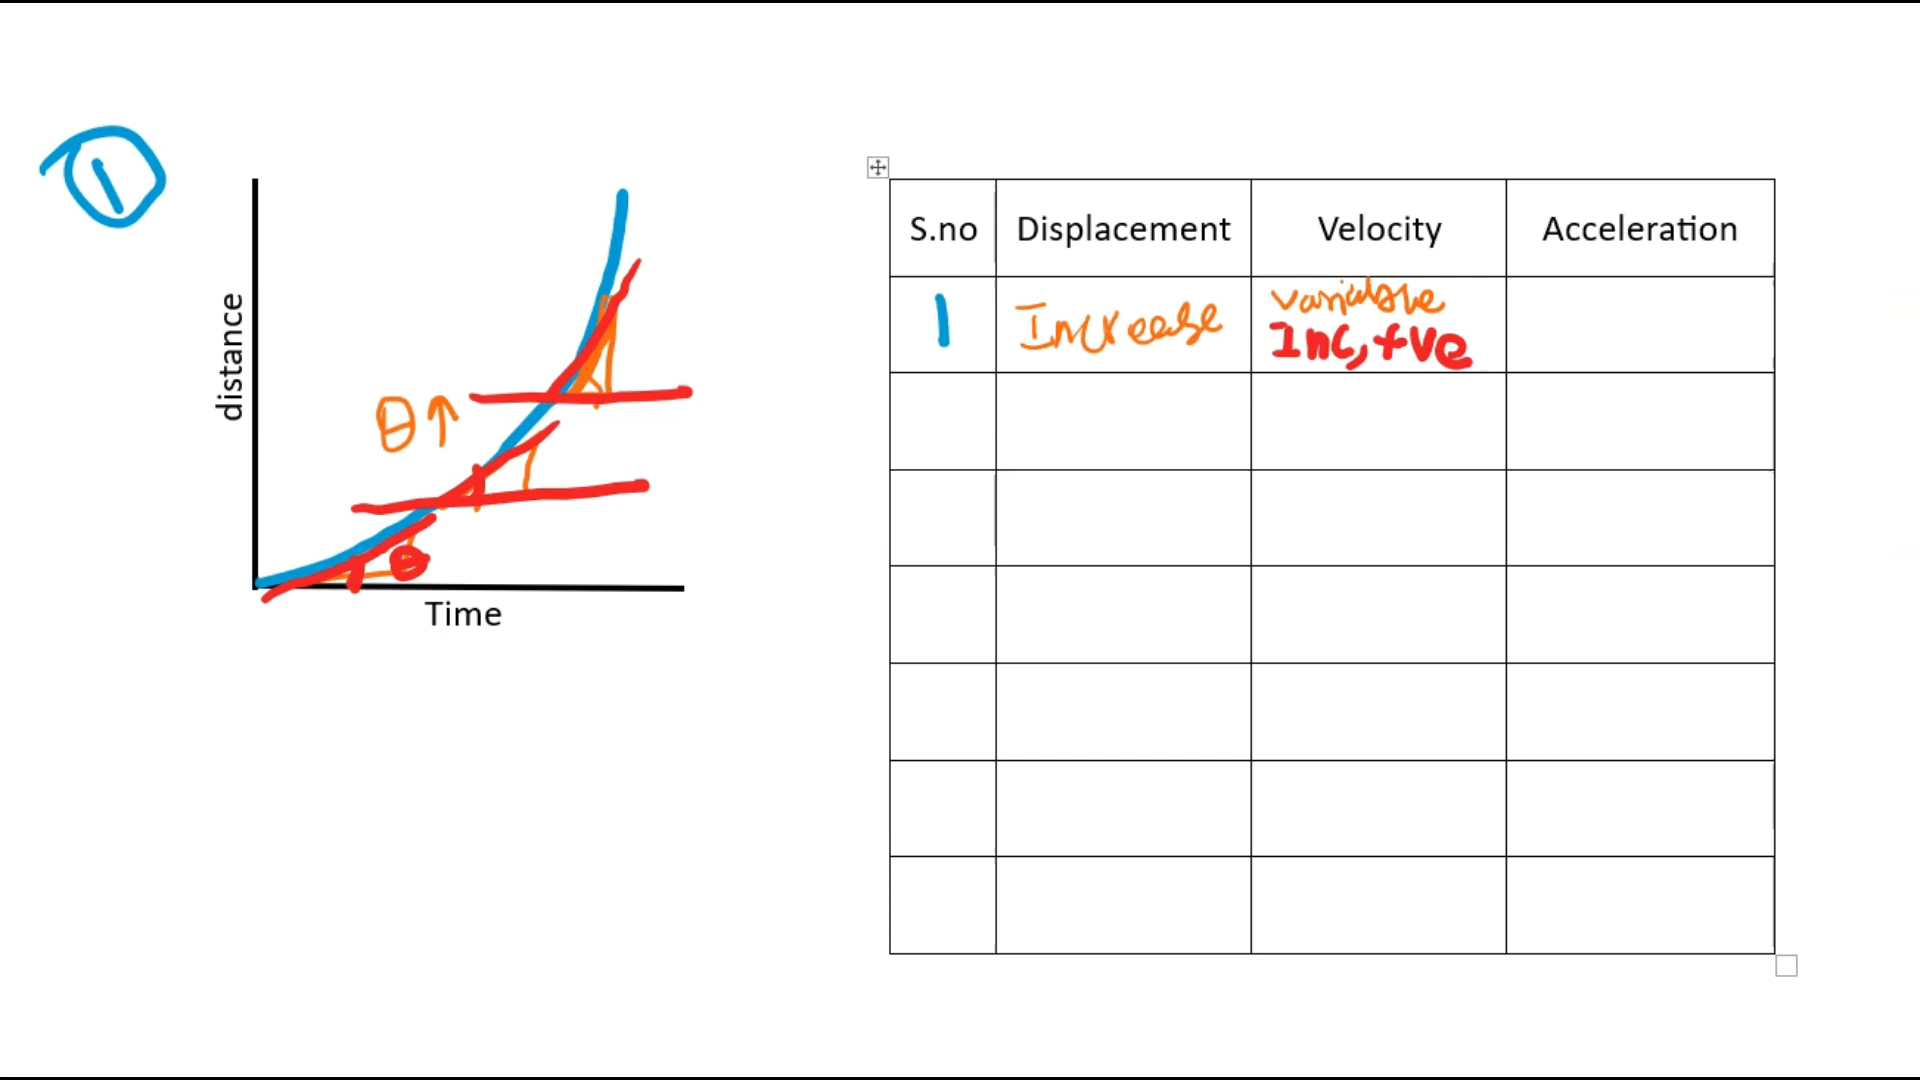 1
distance
θ↑
θ
Time
S.no Displacement Velocity Acceleration
1 Increase variable
Inc, +ve